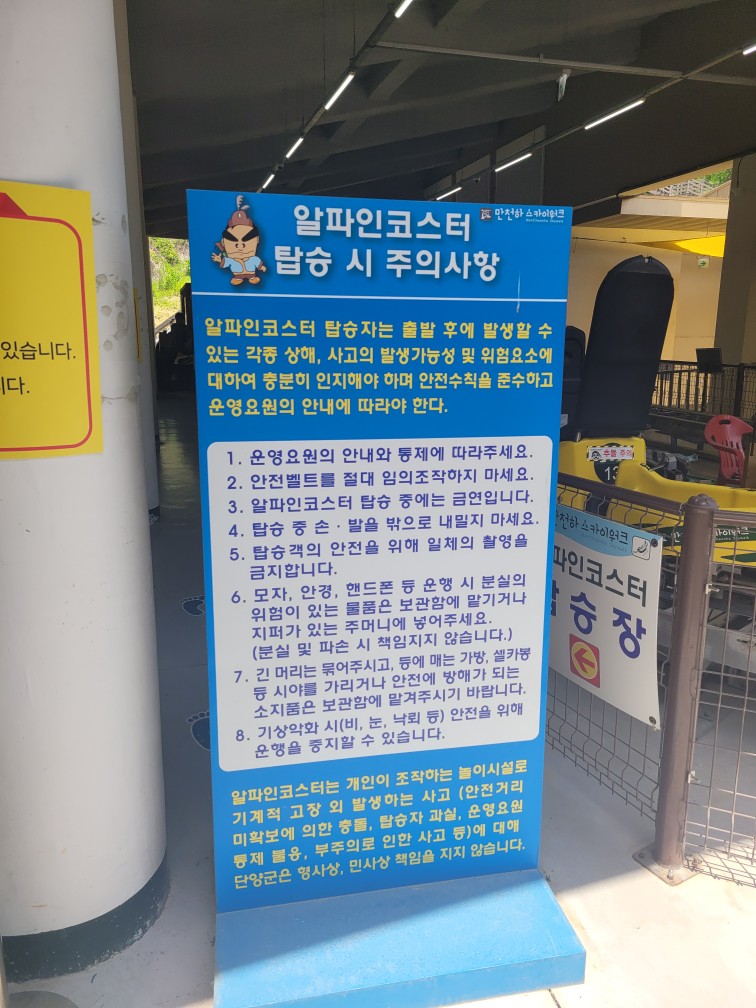 알파인코스터
탑승 시 주의사항
만천하 스카이워크
알파인코스터 탑승자는 출발 후에 발생할 수
있는 각종 상해, 사고의 발생가능성 및 위험요소에
대하여 충분히 인지해야 하며 안전수칙을 준수하고
운영요원의 안내에 따라야 한다.
1. 운영요원의 안내와 통제에 따라주세요.
2. 안전벨트를 절대 임의조작하지 마세요.
3. 알파인코스터 탑승 중에는 금연입니다.
4. 탑승 중 손 · 발을 밖으로 내밀지 마세요.
5. 탑승객의 안전을 위해 일체의 촬영을
금지합니다.
6. 모자, 안경, 핸드폰 등 운행 시 분실의
위험이 있는 물품은 보관함에 맡기거나
지퍼가 있는 주머니에 넣어주세요.
(분실 및 파손 시 책임지지 않습니다.)
7. 긴 머리는 묶어주시고, 등에 매는 가방, 셀카봉
등 시야를 가리거나 안전에 방해가 되는
소지품은 보관함에 맡겨주시기 바랍니다.
8. 기상악화 시(비, 눈, 낙뢰 등) 안전을 위해
운행을 중지할 수 있습니다.
알파인코스터는 개인이 조작하는 놀이시설로
기계적 고장 외 발생하는 사고 (안전거리
미확보에 의한 충돌, 탑승자 과실, 운영요원
통제 불응, 부주의로 인한 사고 등)에 대해
단양군은 형사상, 민사상 책임을 지지 않습니다.
있습니다.
니다.
추돌 주의
13
만천하 스카이워크
파인코스터
승장
스카이워크